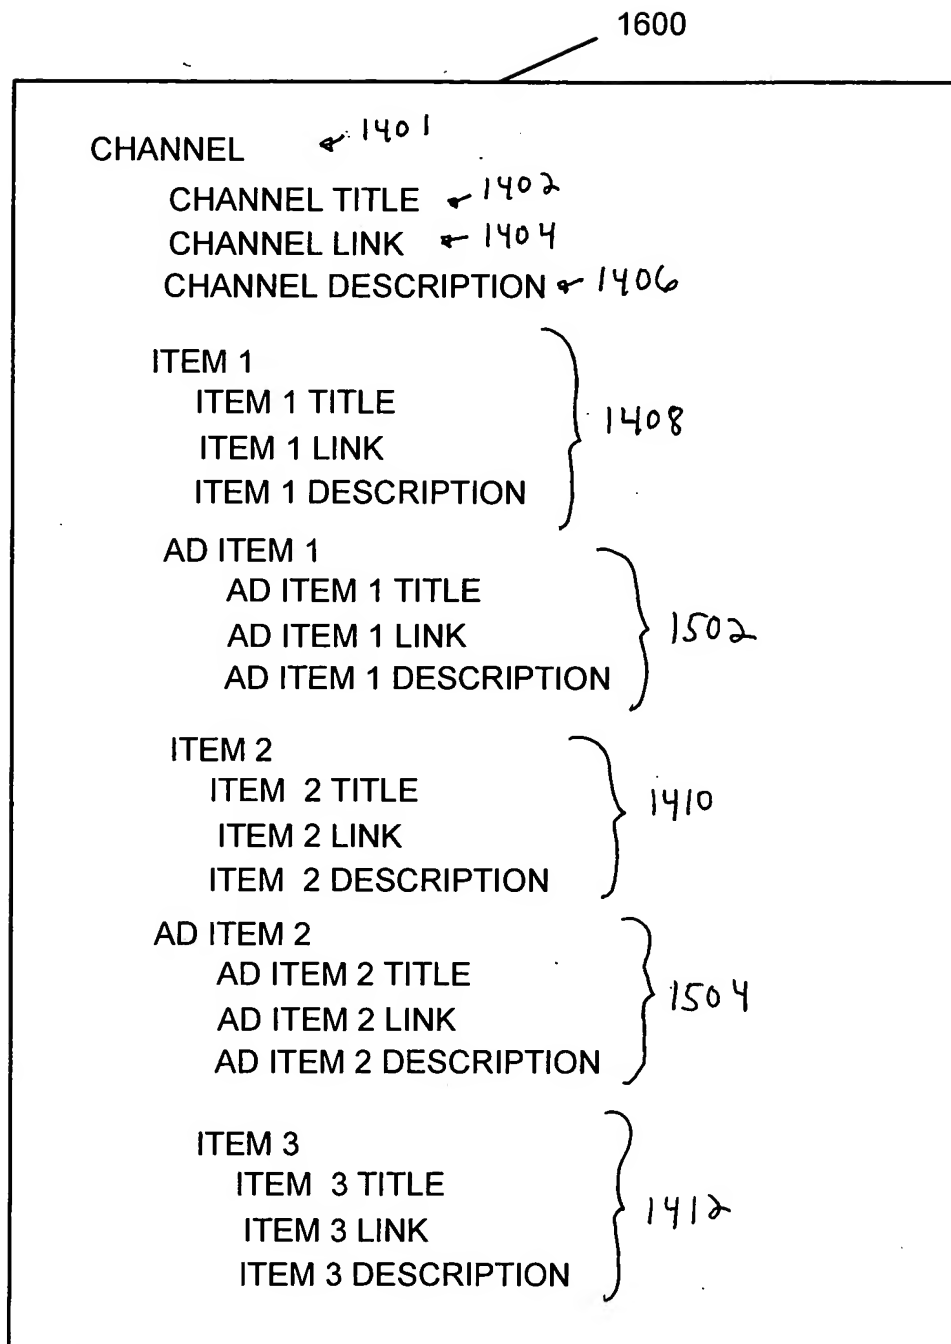 1600
CHANNEL 1401
CHANNEL TITLE 1402
CHANNEL LINK 1404
CHANNEL DESCRIPTION 1406
ITEM 1
ITEM 1 TITLE
1408
ITEM 1 LINK
ITEM 1 DESCRIPTION
AD ITEM 1
AD ITEM 1 TITLE
AD ITEM 1 LINK 1502
AD ITEM 1 DESCRIPTION
ITEM 2
ITEM 2 TITLE 1410
ITEM 2 LINK
ITEM 2 DESCRIPTION
AD ITEM 2
AD ITEM 2 TITLE
1504
AD ITEM 2 LINK
AD ITEM 2 DESCRIPTION
ITEM 3
ITEM 3 TITLE
1412
ITEM 3 LINK
ITEM 3 DESCRIPTION